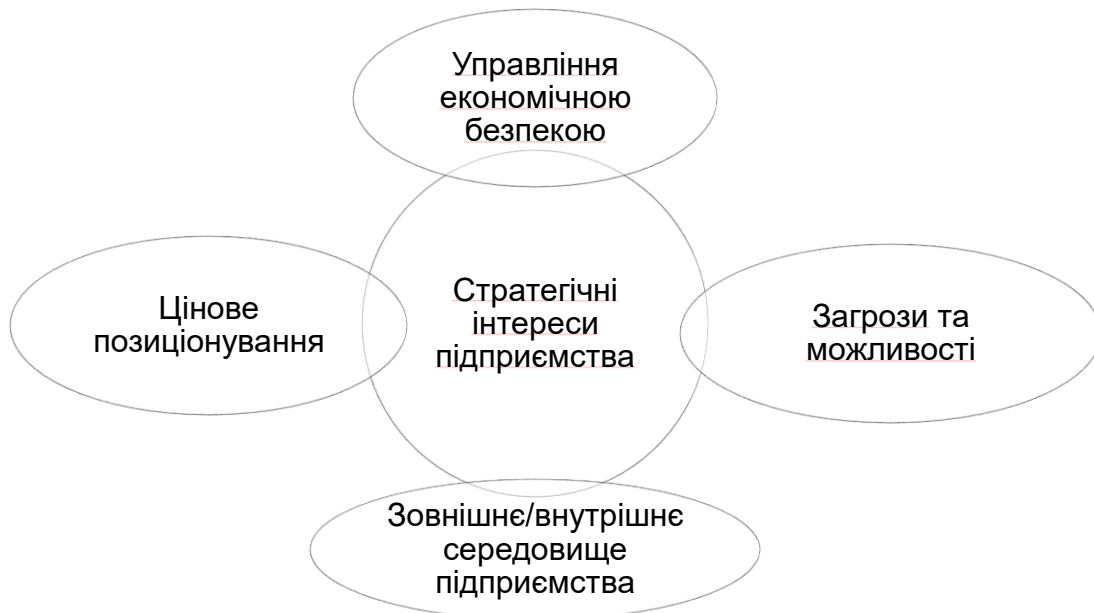 Управління
економічною
безпекою
Цінове
позиціонування
Стратегічні
інтереси
підприємства
Загрози та
можливості
Зовнішнє/внутрішнє
середовище
підприємства